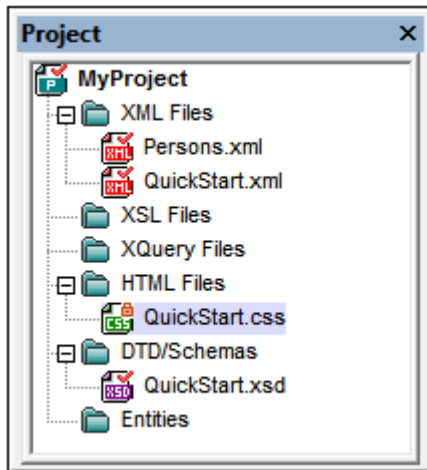 Project
MyProject
XML Files
Persons.xml
QuickStart.xml
XSL Files
XQuery Files
HTML Files
QuickStart.css
DTD/Schemas
QuickStart.xsd
Entities